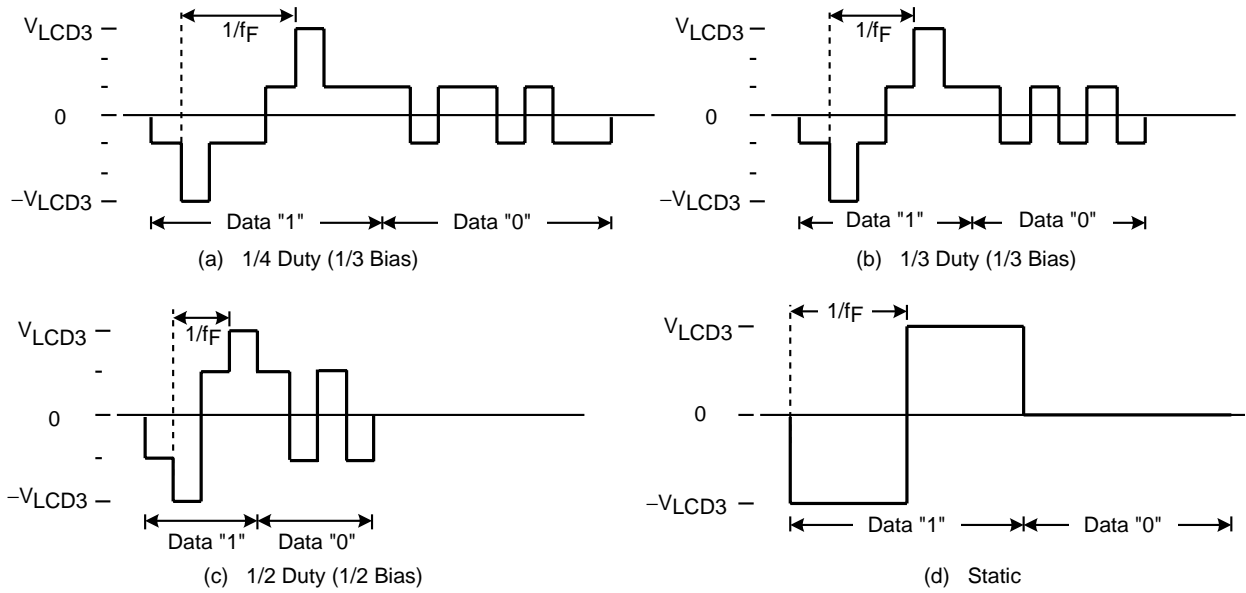 VLCD3
1/fF
0
−VLCD3
Data "1"
Data "0"
(a) 1/4 Duty (1/3 Bias)
VLCD3
1/fF
0
−VLCD3
Data "1"
Data "0"
(b) 1/3 Duty (1/3 Bias)
VLCD3
1/fF
0
−VLCD3
Data "1"
Data "0"
(c) 1/2 Duty (1/2 Bias)
VLCD3
1/fF
0
−VLCD3
Data "1"
Data "0"
(d) Static